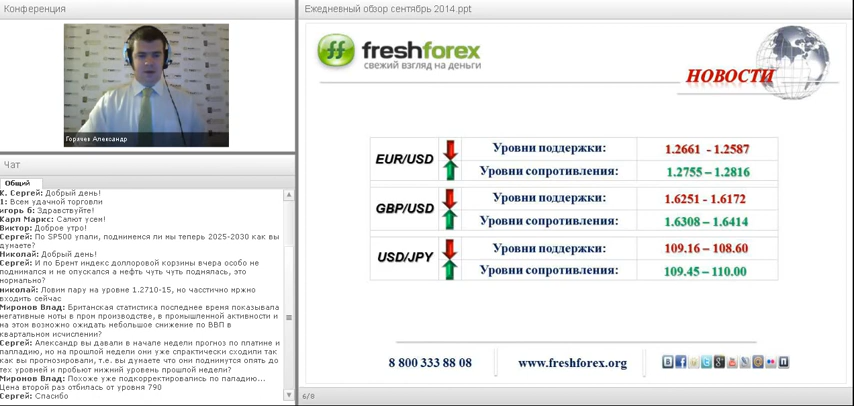 Конференция
Горячев Александр
Чат
Общий
К. Сергей: Добрый день!
1: Всем удачной торговли
игорь б: Здравствуйте!
Карл Маркс: Салют усем!
Виктор: Доброе утро!
Сергей: По SP500 упали, поднимемся ли мы теперь 2025-2030 как вы
думаете?
Николай: Добрый день!
Сергей: И по Брент индекс долларовой корзины вчера особо не
поднимался и не опускался а нефть чуть чуть поднялась, это
нормально?
николай: Ловим пару на уровне 1.2710-15, но часстично мржно
входить сейчас
Миронов Влад: Британская статистика последнее время показывала
негативные ноты в пром производстве, в промышленной активности и
на этом возможно ожидать небольшое снижение по ВВП в
квартальном исчислении?
Сергей: Александр вы давали в начале недели прогноз по платине и
палладию, но на прошлой недели они уже спрактически сходили так
как вы прогнозировали, т.е. вы думаете что они поднимутся опять до
тех уровней и пробьют нижний уровень прошлой недели?
Миронов Влад: Похоже уже подкорректировались по паладию...
Цена второй раз отбилась от уровня 790
Сергей: Спасибо
Ежедневный обзор сентябрь 2014.ppt
freshforex
свежий взгляд на деньги
НОВОСТИ
EUR/USD
Уровни поддержки: 1.2661 - 1.2587
Уровни сопротивления: 1.2755 – 1.2816
GBP/USD
Уровни поддержки: 1.6251 - 1.6172
Уровни сопротивления: 1.6308 – 1.6414
USD/JPY
Уровни поддержки: 109.16 – 108.60
Уровни сопротивления: 109.45 – 110.00
8 800 333 88 08
www.freshforex.org
6/8